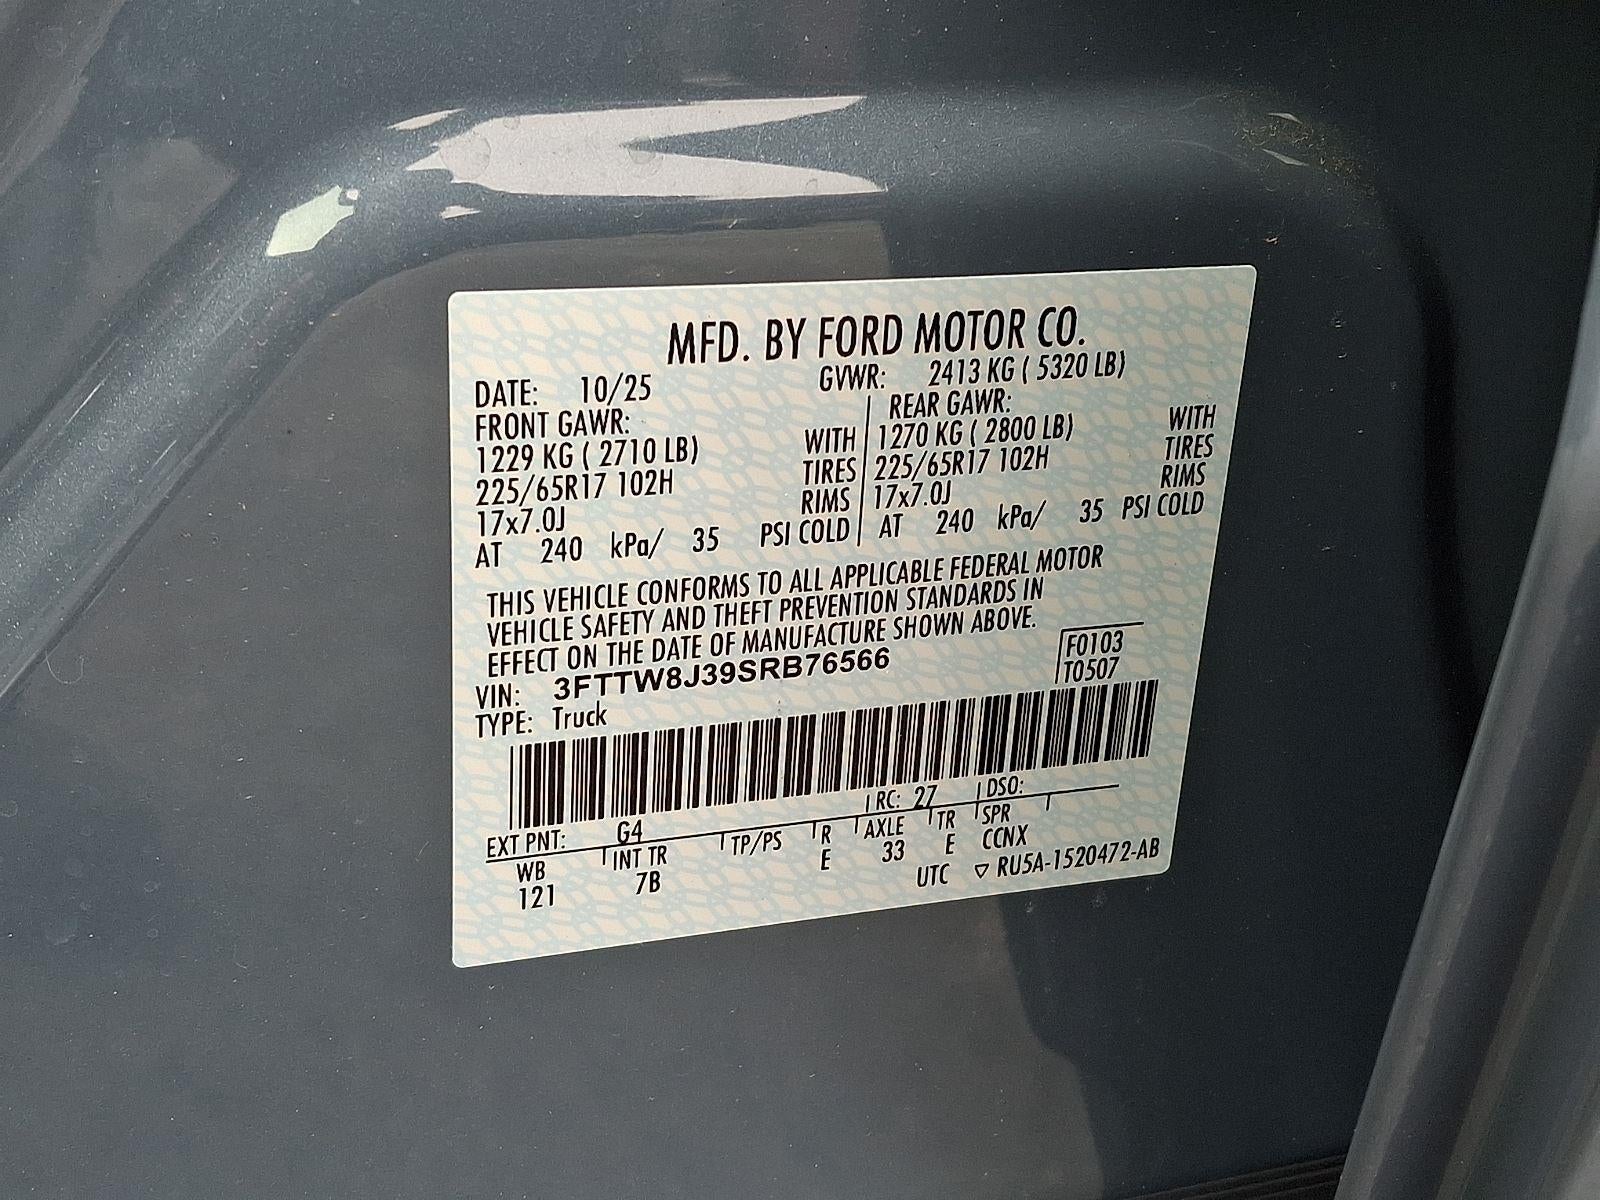 MFD. BY FORD MOTOR CO.
DATE: 10/25 GVWR: 2413 KG ( 5320 LB)
FRONT GAWR: REAR GAWR:
1229 KG ( 2710 LB) WITH 1270 KG ( 2800 LB) WITH
225/65R17 102H TIRES 225/65R17 102H TIRES
17x7.0J RIMS 17x7.0J RIMS
AT 240 kPa/ 35 PSI COLD AT 240 kPa/ 35 PSI COLD
THIS VEHICLE CONFORMS TO ALL APPLICABLE FEDERAL MOTOR
VEHICLE SAFETY AND THEFT PREVENTION STANDARDS IN
EFFECT ON THE DATE OF MANUFACTURE SHOWN ABOVE.
VIN: 3FTTW8J39SRB76566 F0103
TYPE: Truck T0507
EXT PNT: G4 RC: 27 DSO:
WB INT TR TP/PS R AXLE TR SPR
121 7B E 33 E CCNX
UTC ▽ RU5A-1520472-AB